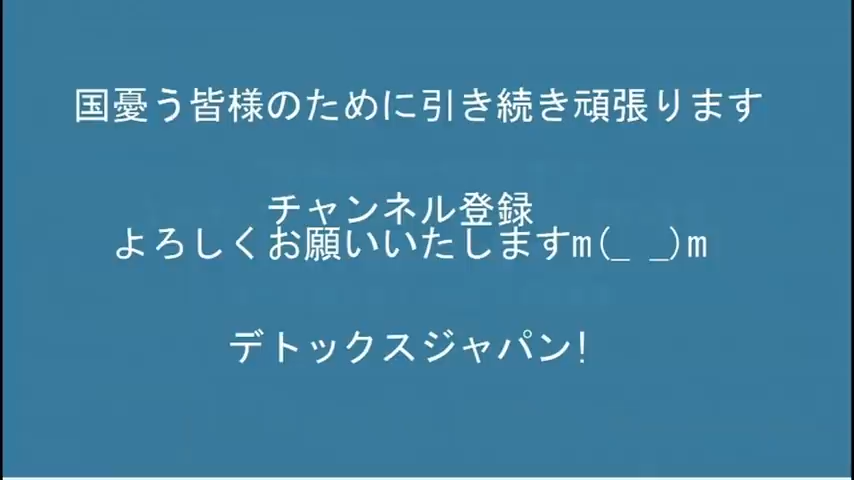 国憂う皆様のために引き続き頑張ります
チャンネル登録
よろしくお願いいたしますm(_ _)m
デトックスジャパン!